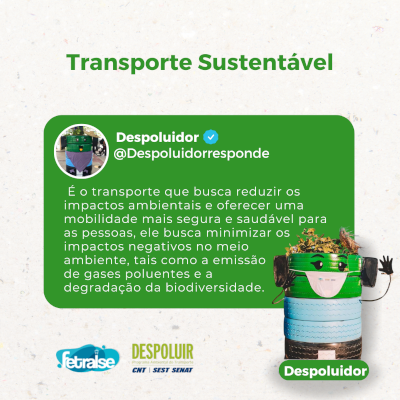 Transporte Sustentável
Despoluidor
@Despoluidorresponde
É o transporte que busca reduzir os
impactos ambientais e oferecer uma
mobilidade mais segura e saudável para
as pessoas, ele busca minimizar os
impactos negativos no meio
ambiente, tais como a emissão
de gases poluentes e a
degradação da biodiversidade.
fetralse
DESPOLUIR
CNT | SEST SENAT
Despoluidor